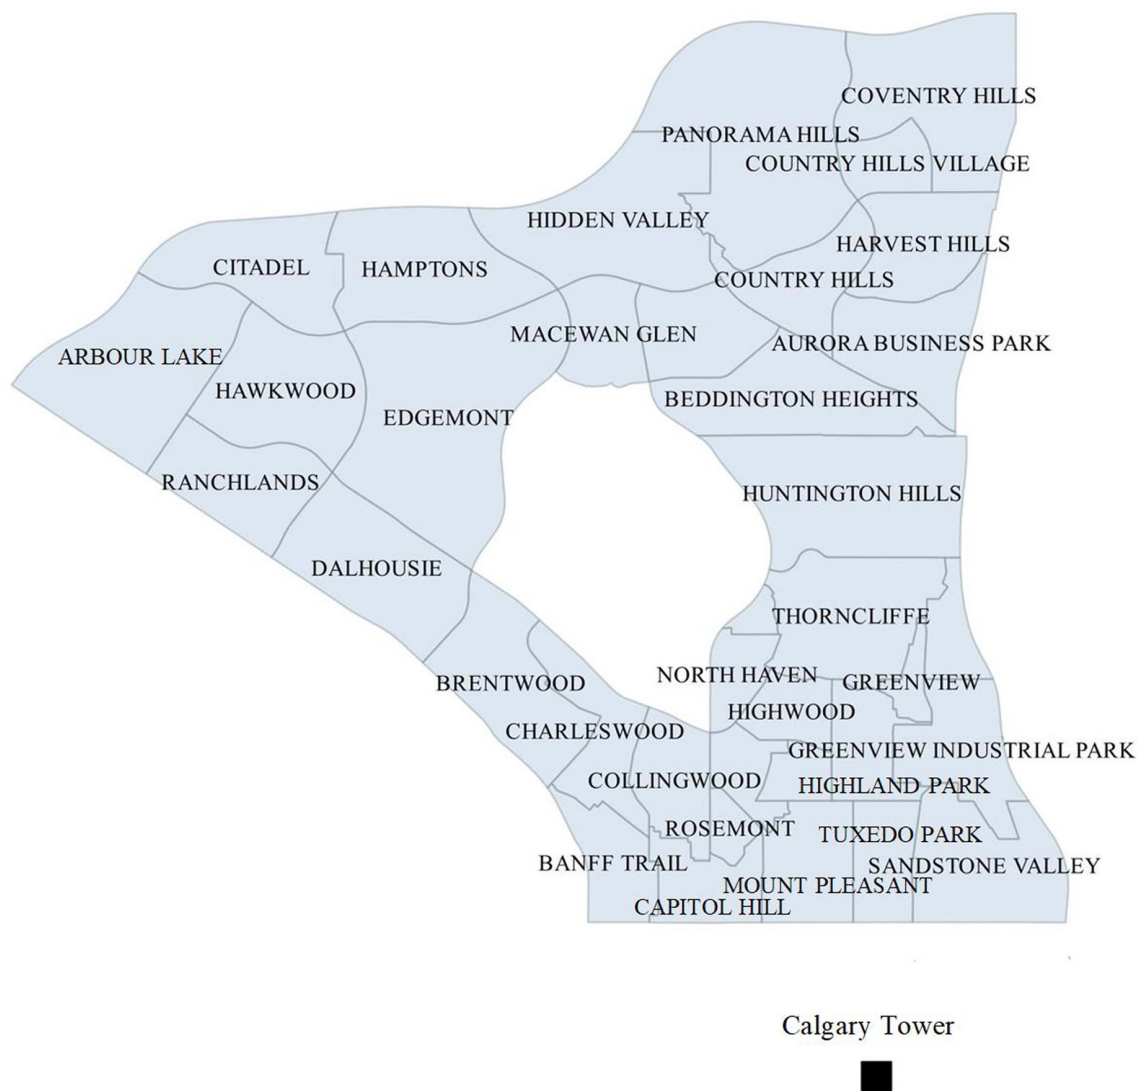 COVENTRY HILLS
PANORAMA HILLS
COUNTRY HILLS VILLAGE
HIDDEN VALLEY
HARVEST HILLS
CITADEL
HAMPTONS
COUNTRY HILLS
MACEWAN GLEN
AURORA BUSINESS PARK
ARBOUR LAKE
HAWKWOOD
BEDDINGTON HEIGHTS
EDGEMONT
RANCHLANDS
HUNTINGTON HILLS
DALHOUSIE
THORNCLIFFE
NORTH HAVEN
GREENVIEW
BRENTWOOD
HIGHWOOD
CHARLESWOOD
GREENVIEW INDUSTRIAL PARK
COLLINGWOOD
HIGHLAND PARK
ROSEMONT
TUXEDO PARK
BANFF TRAIL
SANDSTONE VALLEY
MOUNT PLEASANT
CAPITOL HILL
Calgary Tower